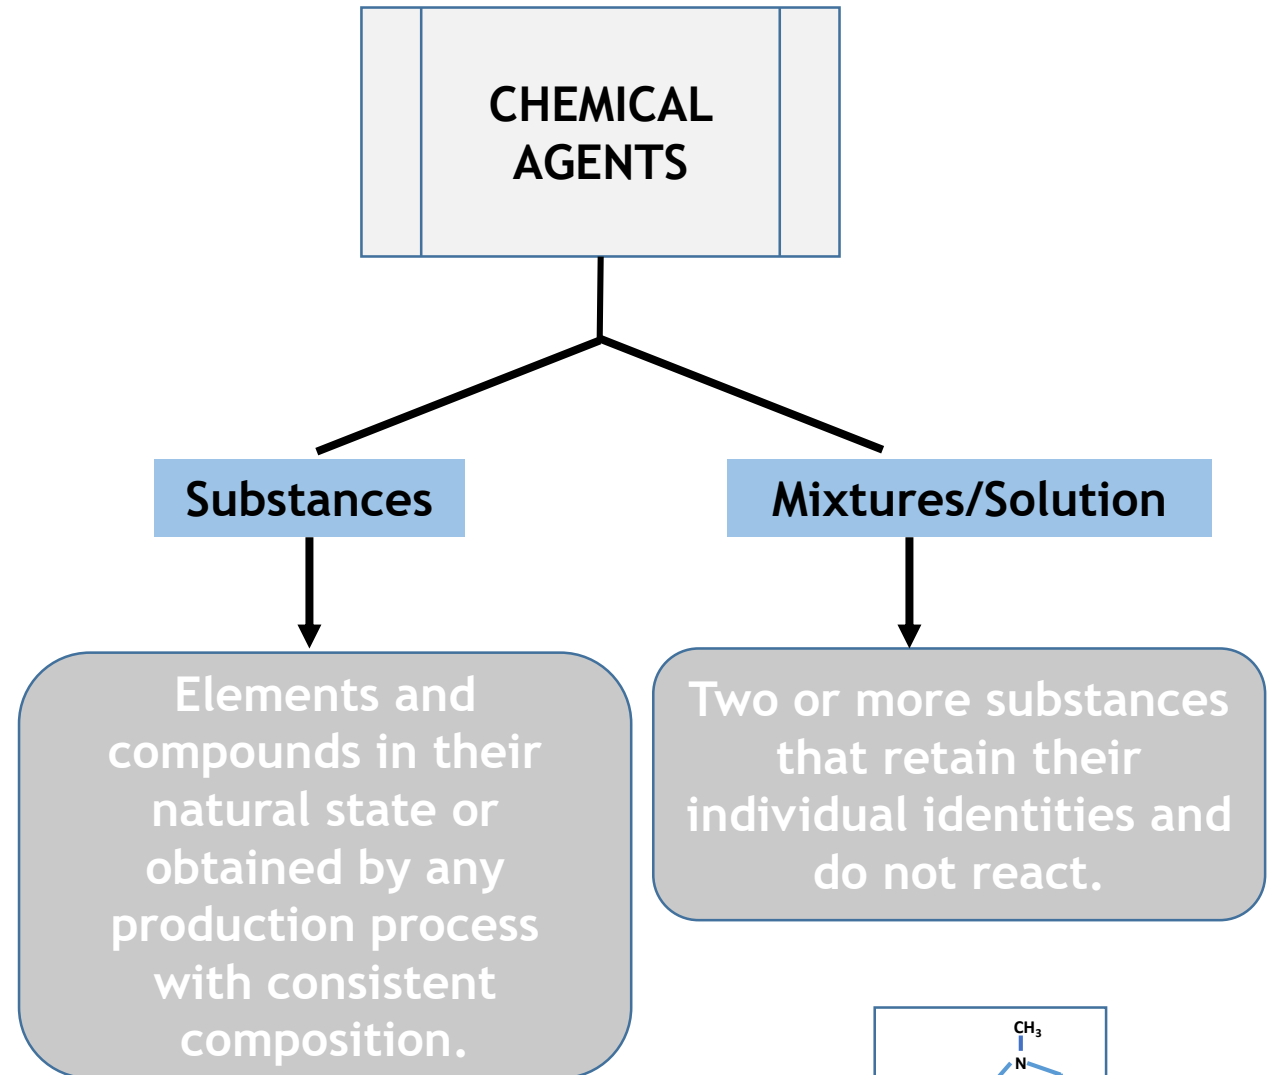 CHEMICAL
AGENTS
Substances
Mixtures/Solution
Elements and
compounds in their
natural state or
obtained by any
production process
with consistent
composition.
Two or more substances
that retain their
individual identities and
do not react.
CH₃
N